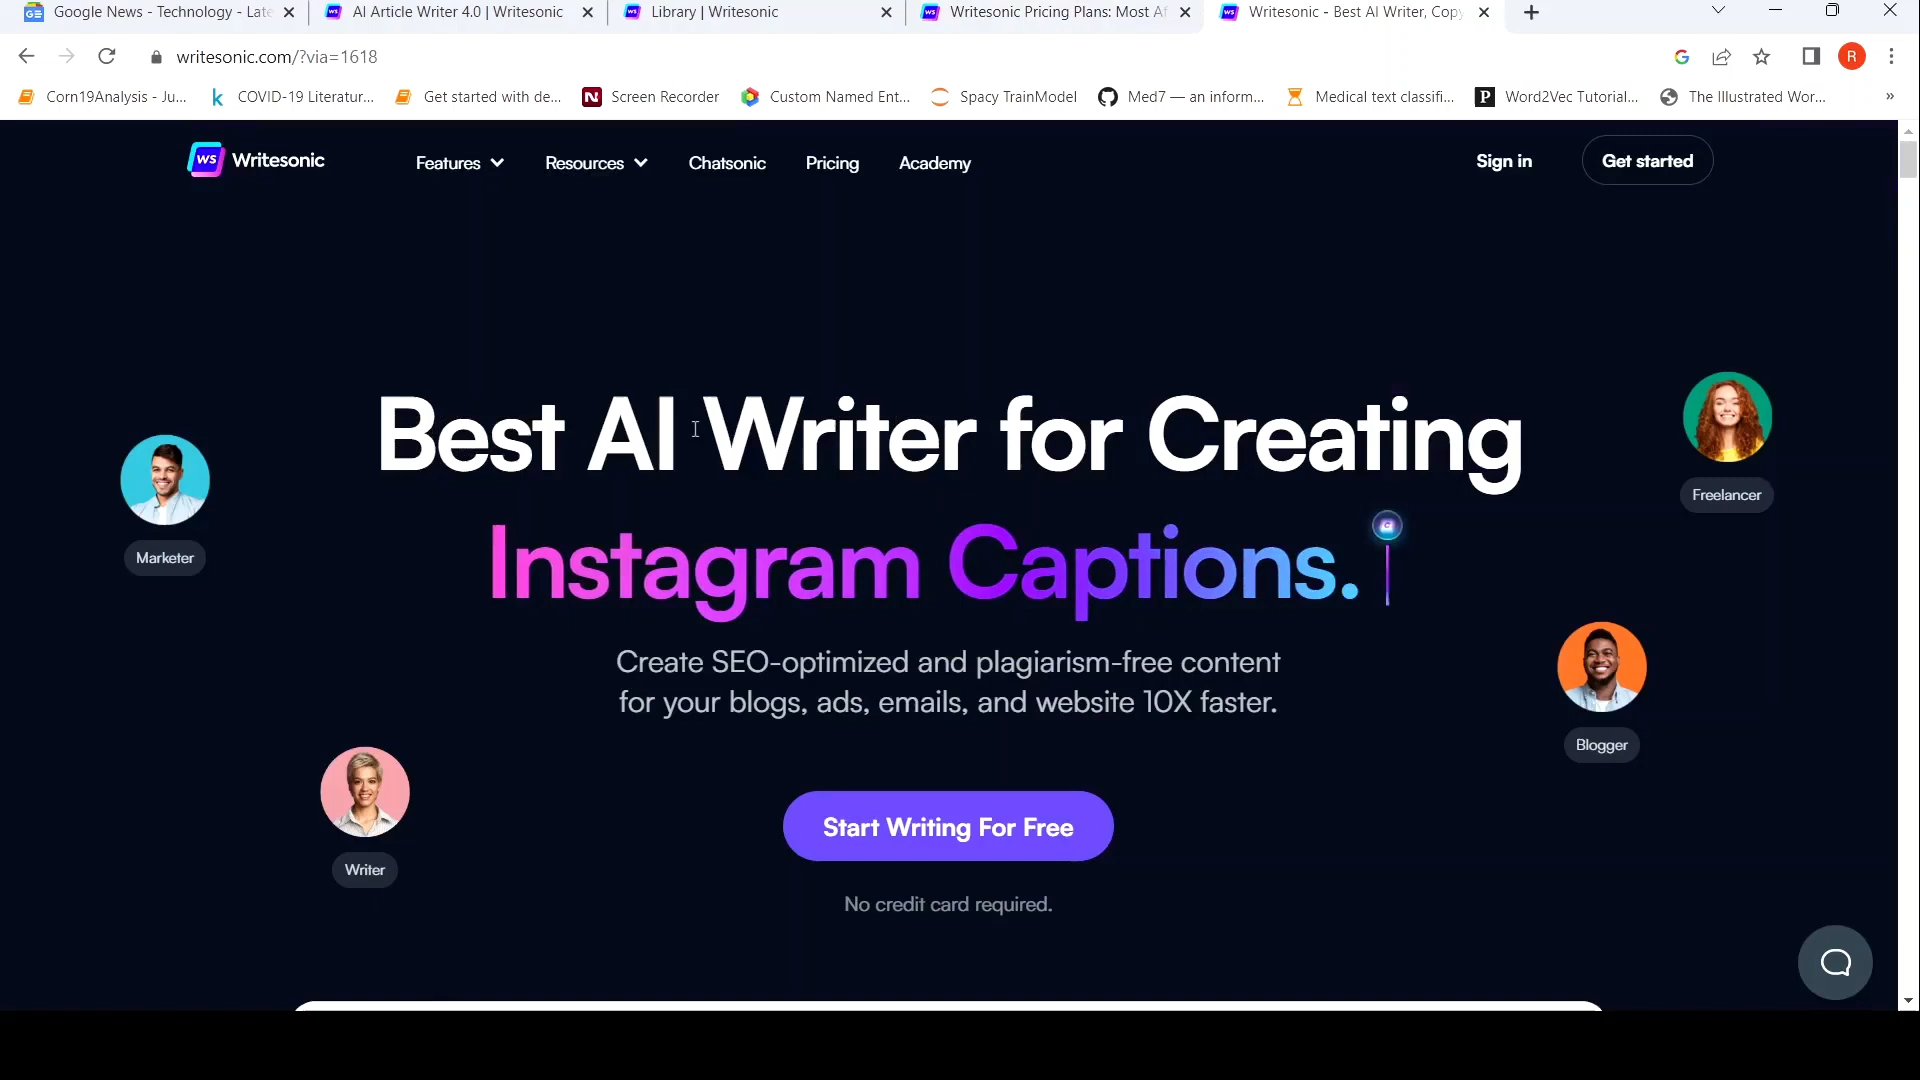 Google News - Technology - Late
AI Article Writer 4.0 | Writesonic
Library | Writesonic
Writesonic Pricing Plans: Most Af
Writesonic - Best AI Writer, Copy
writesonic.com/?via=1618
R
Corn19Analysis - Ju...
COVID-19 Literatur...
Get started with de...
Screen Recorder
Custom Named Ent...
Spacy TrainModel
Med7 — an inform...
Medical text classifi...
Word2Vec Tutorial...
The Illustrated Wor...
»
WS Writesonic
Features
Resources
Chatsonic
Pricing
Academy
Sign in
Get started
Best AI Writer for Creating
Instagram Captions.
Create SEO-optimized and plagiarism-free content
for your blogs, ads, emails, and website 10X faster.
Marketer
Freelancer
Blogger
Writer
Start Writing For Free
No credit card required.